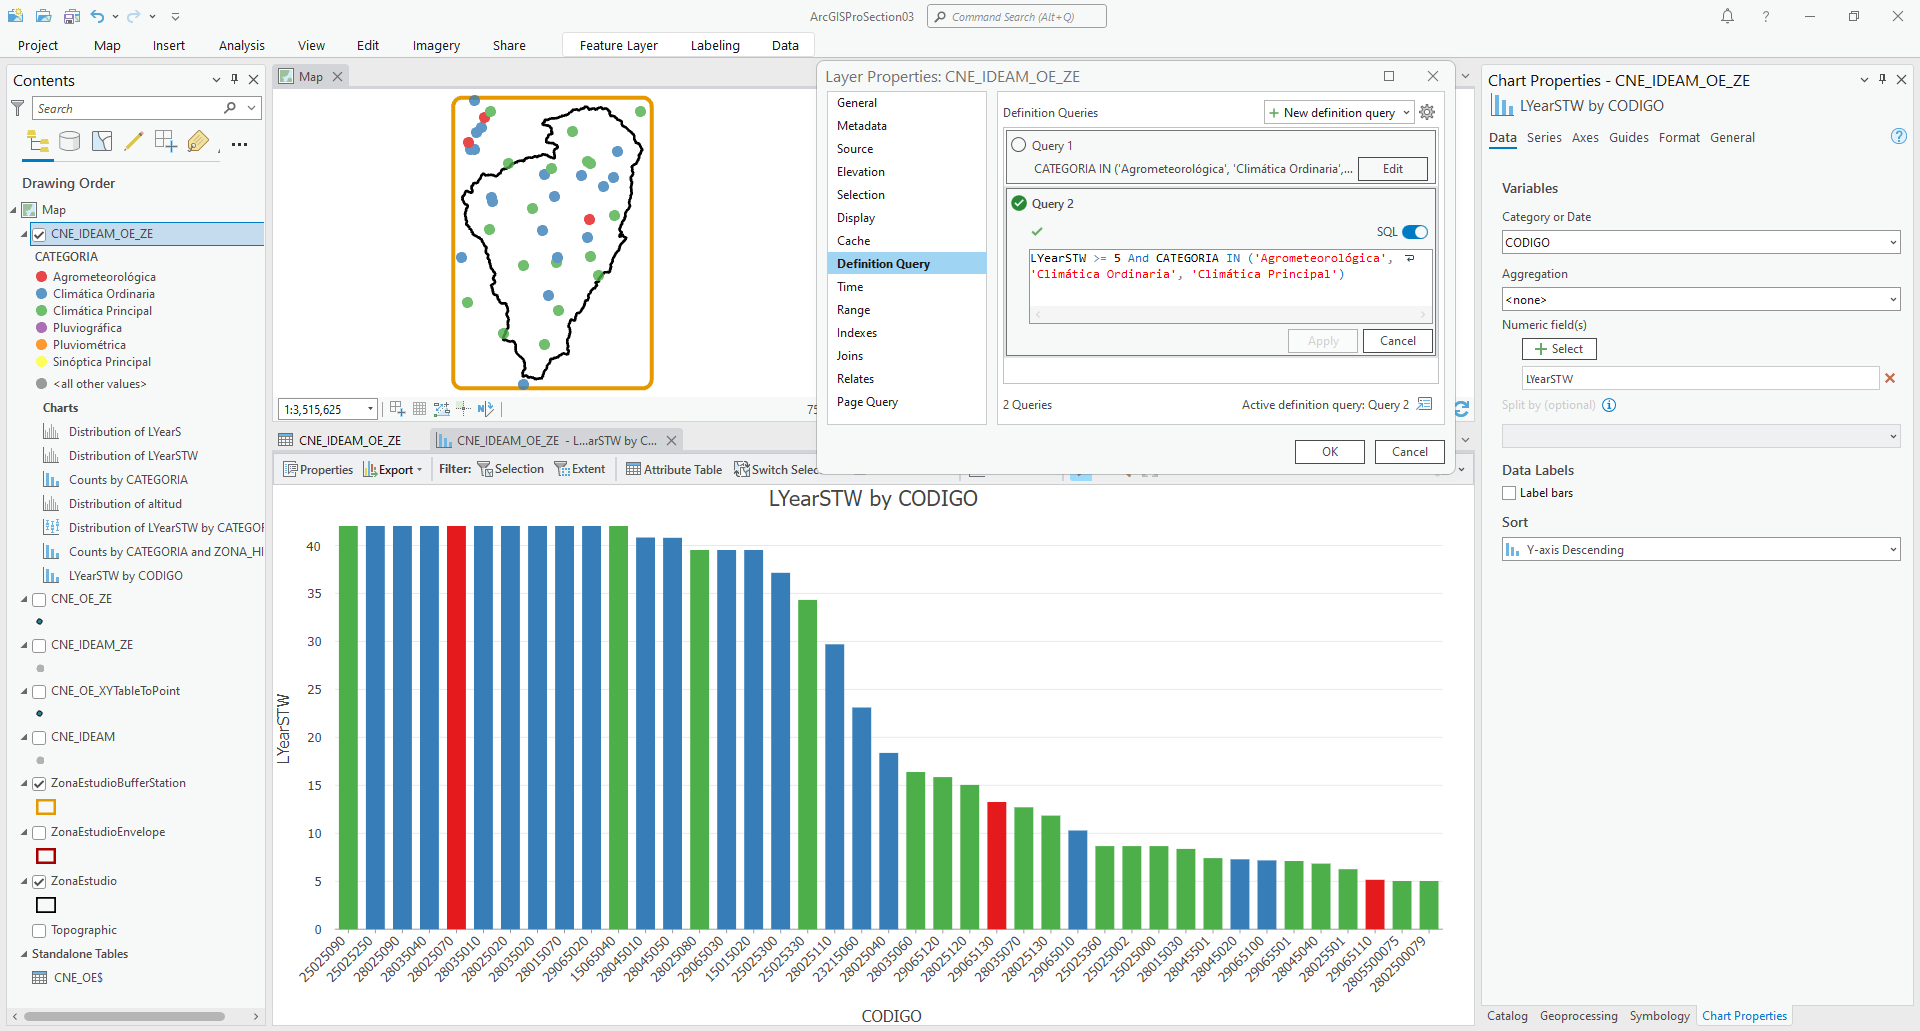 ArcGISProSection03
Command Search (Alt+Q)
?
Project
Map
Insert
Analysis
View
Edit
Imagery
Share
Feature Layer
Labeling
Data
Contents
Search
Drawing Order
Map
CNE_IDEAM_OE_ZE
CATEGORIA
Agrometeorológica
Climática Ordinaria
Climática Principal
Pluviográfica
Pluviométrica
Sinóptica Principal
<all other values>
Charts
Distribution of LYearS
Distribution of LYearSTW
Counts by CATEGORIA
Distribution of altitud
Distribution of LYearSTW by CATEGOR
Counts by CATEGORIA and ZONA_HI
LYearSTW by CODIGO
CNE_OE_ZE
CNE_IDEAM_ZE
CNE_OE_XYTableToPoint
CNE_IDEAM
ZonaEstudioBufferStation
ZonaEstudioEnvelope
ZonaEstudio
Topographic
Standalone Tables
CNE_OE$
Map
1:3,515,625
75
CNE_IDEAM_OE_ZE
CNE_IDEAM_OE_ZE - L...arSTW by C...
Properties
Export
Filter:
Selection
Extent
Attribute Table
Switch Selec
LYearSTW by CODIGO
LYearSTW
40
35
30
25
20
15
10
5
0
25025090
25025250
28025090
28035040
28025070
28035010
28025020
28035020
28015070
29065020
15065040
28045010
28045050
28025080
29065030
15015020
25025300
25025330
28025110
23215060
28025040
28035060
29065120
28025120
29065130
28035070
28025130
29065010
25025360
25025002
25025000
28015030
28045501
28045020
29065100
29065501
28045040
28025501
29065110
2805500075
2802500079
CODIGO
Layer Properties: CNE_IDEAM_OE_ZE
General
Metadata
Source
Elevation
Selection
Display
Cache
Definition Query
Time
Range
Indexes
Joins
Relates
Page Query
Definition Queries
New definition query
Query 1
CATEGORIA IN ('Agrometeorológica', 'Climática Ordinaria',...
Edit
Query 2
SQL
LYearSTW >= 5 And CATEGORIA IN ('Agrometeorológica',
'Climática Ordinaria', 'Climática Principal')
Apply
Cancel
2 Queries
Active definition query: Query 2
OK
Cancel
Chart Properties - CNE_IDEAM_OE_ZE
LYearSTW by CODIGO
Data
Series
Axes
Guides
Format
General
?
Variables
Category or Date
CODIGO
Aggregation
<none>
Numeric field(s)
Select
LYearSTW
Split by (optional)
Data Labels
Label bars
Sort
Y-axis Descending
Catalog
Geoprocessing
Symbology
Chart Properties